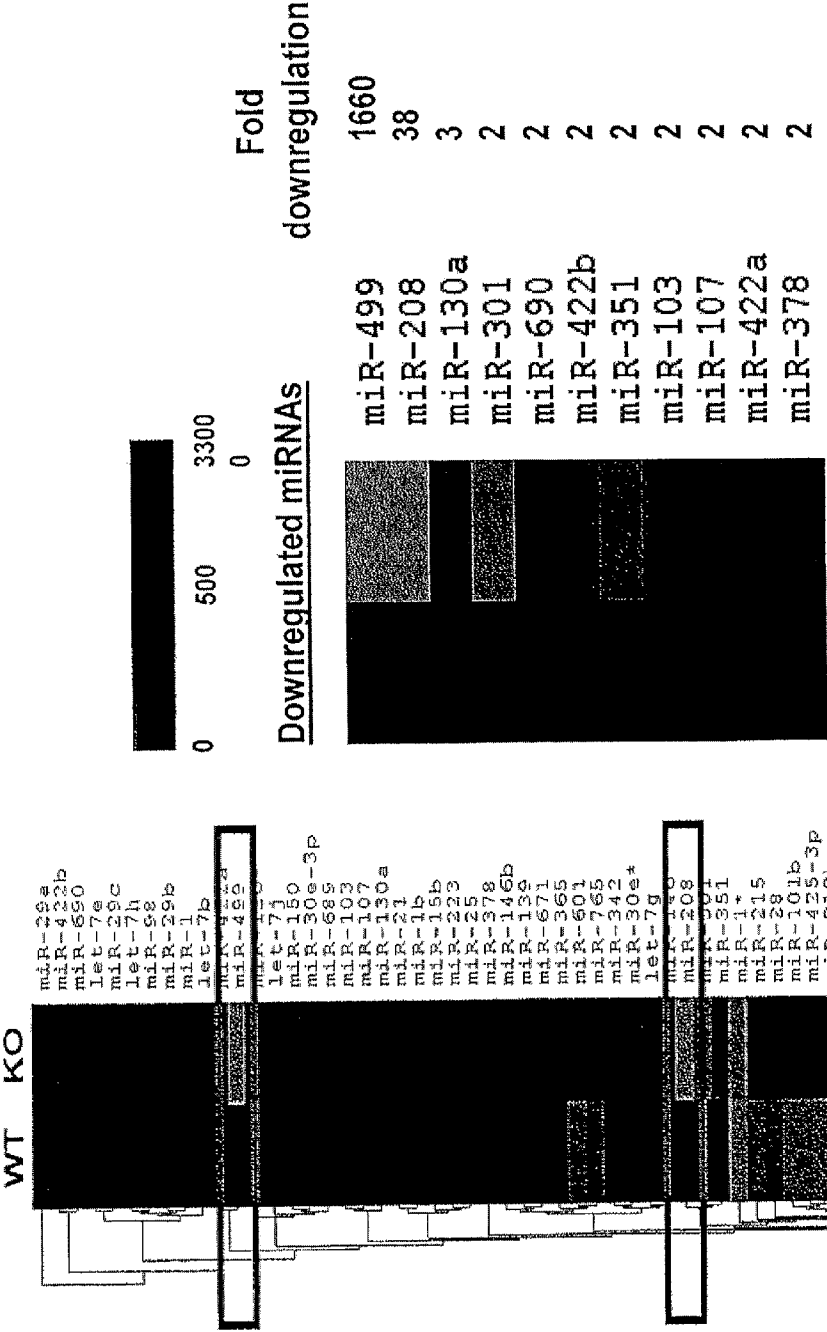 WT KO
miR-29a
miR-422b
miR-690
let-7e
miR-29c
let-7h
miR-98
miR-29b
miR-1
let-7b
miR-499
let-7j
miR-150
miR-30e-3p
miR-689
miR-103
miR-107
miR-130a
miR-21
miR-1b
miR-15b
miR-223
miR-25
miR-378
miR-146b
miR-139
miR-671
miR-365
miR-601
miR-765
miR-342
miR-30e*
let-7g
miR-208
miR-351
miR-1*
miR-215
miR-28
miR-101b
miR-425-3p
0 500 3300
0
Downregulated miRNAs
Fold
downregulation
miR-499 1660
miR-208 38
miR-130a 3
miR-301 2
miR-690 2
miR-422b 2
miR-351 2
miR-103 2
miR-107 2
miR-422a 2
miR-378 2